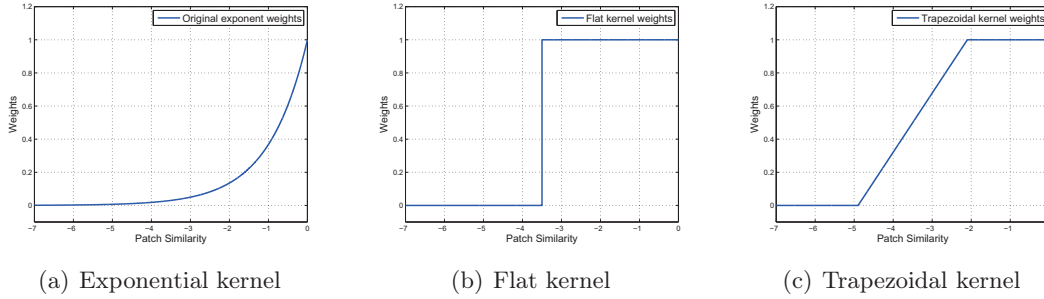 Original exponent weights
Weights
1.2
1
0.8
0.6
0.4
0.2
0
−7 −6 −5 −4 −3 −2 −1 0
Patch Similarity
(a) Exponential kernel
Flat kernel weights
Weights
1.2
1
0.8
0.6
0.4
0.2
0
−7 −6 −5 −4 −3 −2 −1 0
Patch Similarity
(b) Flat kernel
Trapezoidal kernel weights
Weights
1.2
1
0.8
0.6
0.4
0.2
0
−7 −6 −5 −4 −3 −2 −1
Patch Similarity
(c) Trapezoidal kernel